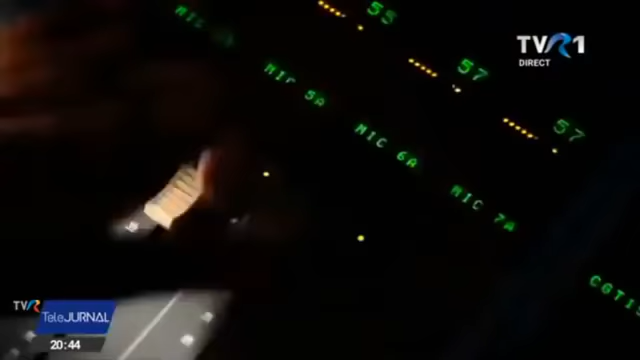 55
TVR1
57
DIRECT
MIC 5A
57
MIC 6A
MIC 7A
TVR
TeleJURNAL
20:44